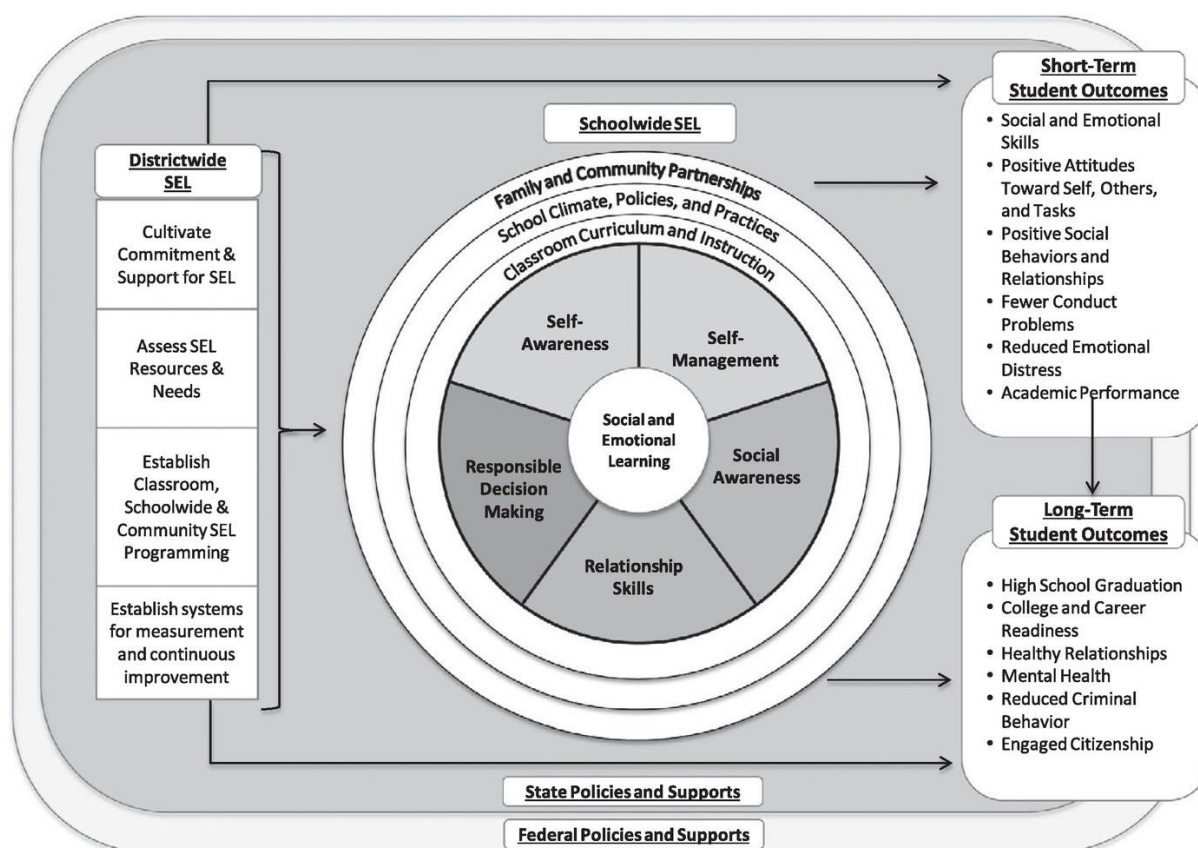 Districtwide
SEL
Cultivate
Commitment &
Support for SEL
Assess SEL
Resources &
Needs
Establish
Classroom,
Schoolwide &
Community SEL
Programming
Establish systems
for measurement
and continuous
improvement
Schoolwide SEL
Family and Community Partnerships
School Climate, Policies, and Practices
Classroom Curriculum and Instruction
Self-
Awareness
Self-
Management
Social and
Emotional
Learning
Responsible
Decision
Making
Social
Awareness
Relationship
Skills
Short-Term
Student Outcomes
• Social and Emotional
Skills
• Positive Attitudes
Toward Self, Others,
and Tasks
• Positive Social
Behaviors and
Relationships
• Fewer Conduct
Problems
• Reduced Emotional
Distress
• Academic Performance
Long-Term
Student Outcomes
• High School Graduation
• College and Career
Readiness
• Healthy Relationships
• Mental Health
• Reduced Criminal
Behavior
• Engaged Citizenship
State Policies and Supports
Federal Policies and Supports